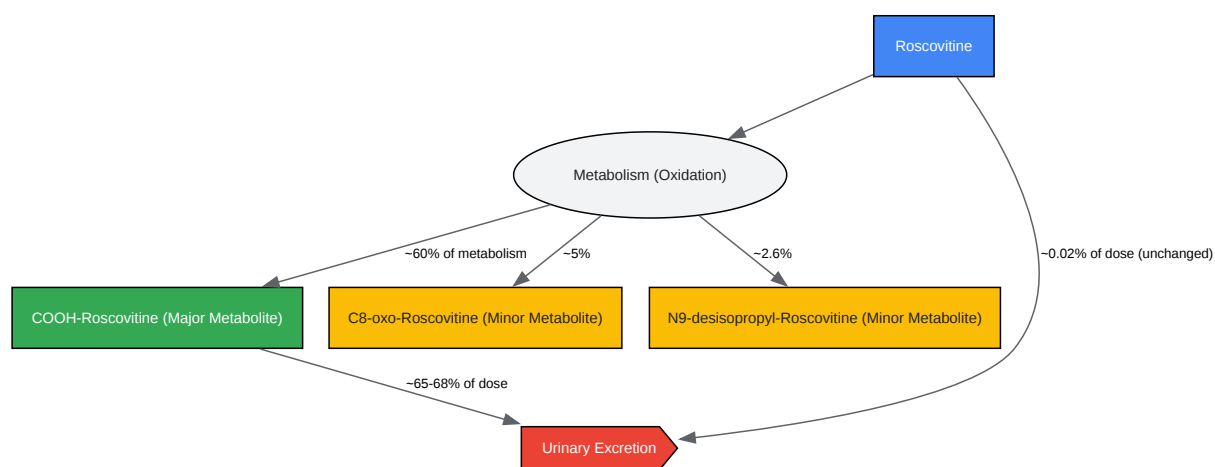 Roscovitine
Metabolism (Oxidation)
~60% of metabolism
~5%
~2.6%
~0.02% of dose (unchanged)
COOH-Roscovitine (Major Metabolite)
C8-oxo-Roscovitine (Minor Metabolite)
N9-desisopropyl-Roscovitine (Minor Metabolite)
~65-68% of dose
Urinary Excretion